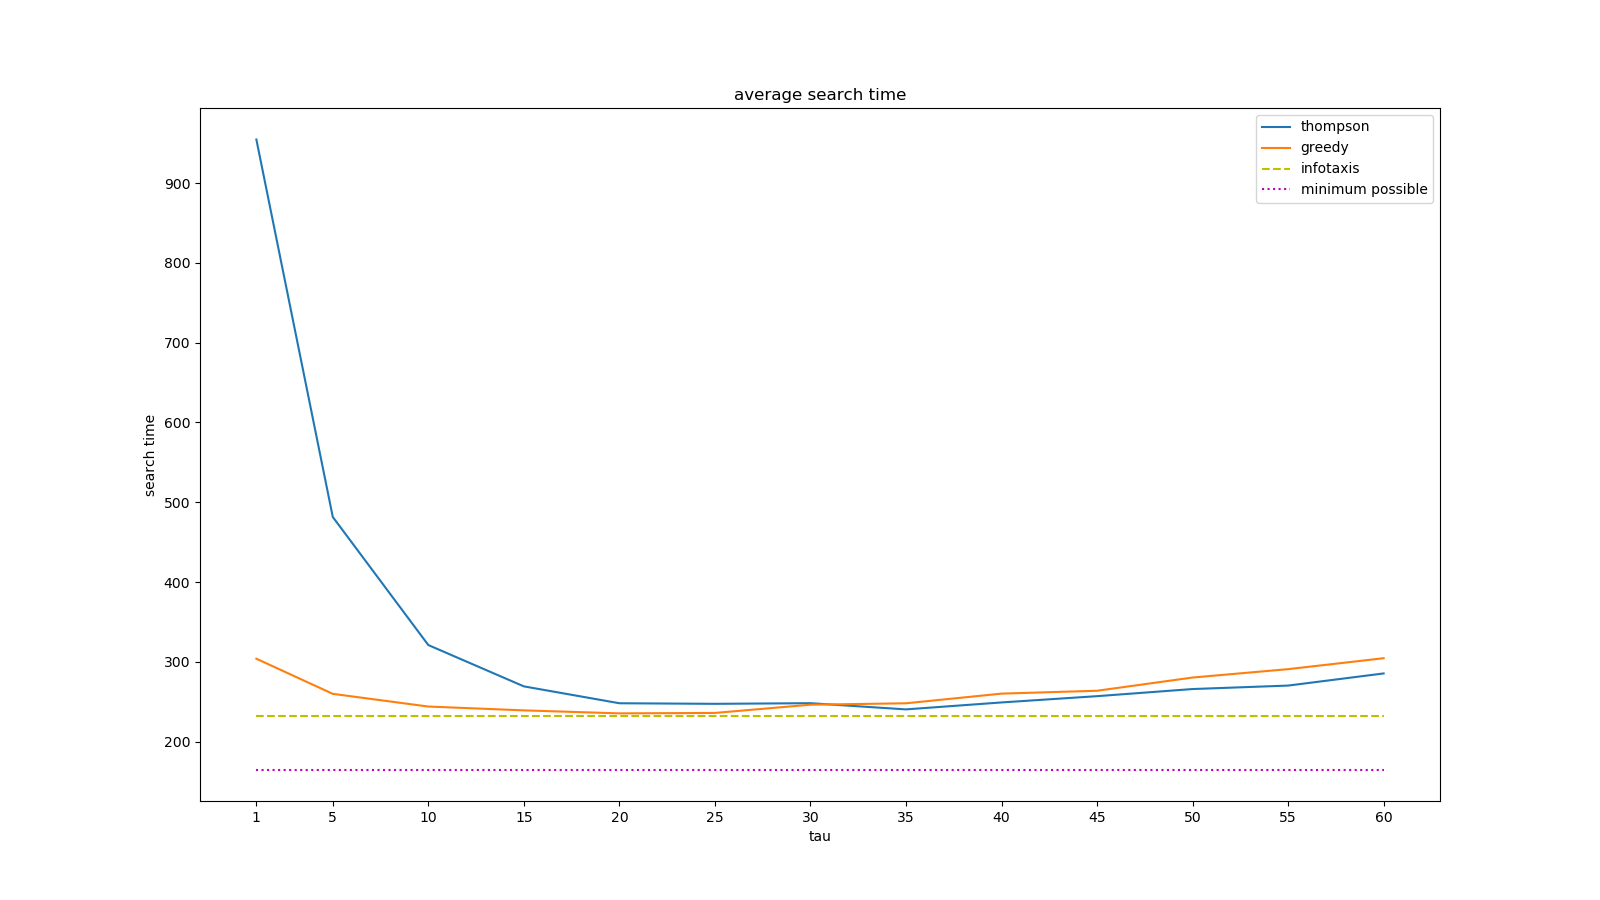 average search time
thompson
greedy
infotaxis
minimum possible
900
800
700
600
500
400
300
200
search time
1 5 10 15 20 25 30 35 40 45 50 55 60
tau